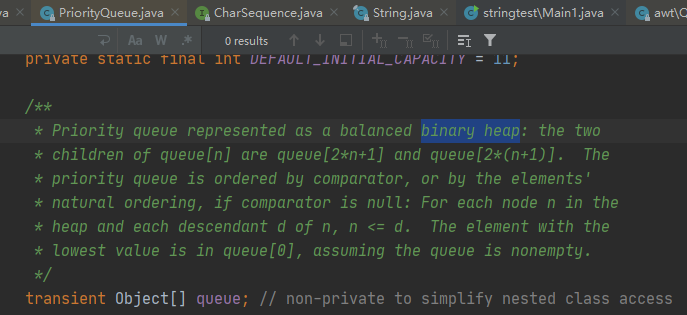 va
PriorityQueue.java
CharSequence.java
String.java
stringtest\Main1.java
awt\Q
W
0 results
private static final int DEFAULT_INITIAL_CAPACITY = 11;
/**
* Priority queue represented as a balanced binary heap: the two
* children of queue[n] are queue[2*n+1] and queue[2*(n+1)].  The
* priority queue is ordered by comparator, or by the elements'
* natural ordering, if comparator is null: For each node n in the
* heap and each descendant d of n, n <= d.  The element with the
* lowest value is in queue[0], assuming the queue is nonempty.
*/
transient Object[] queue; // non-private to simplify nested class access